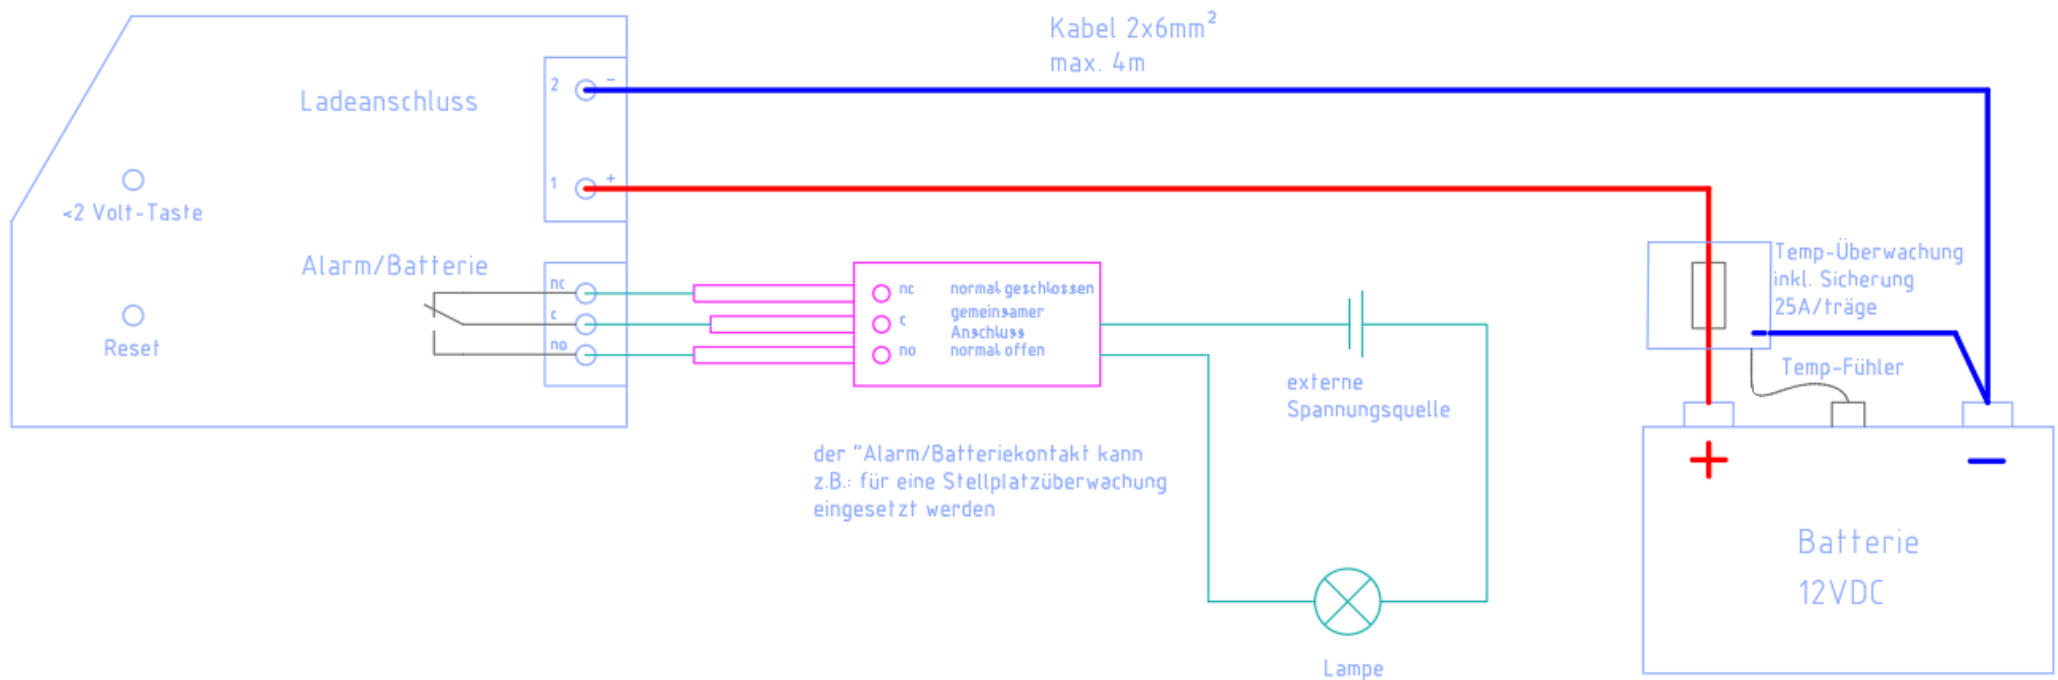 Kabel 2x6mm²
max. 4m
Ladeanschluss
2 -
1 +
<2 Volt-Taste
Reset
Alarm/Batterie
nc
c
no
nc normal geschlossen
c gemeinsamer
Anschluss
no normal offen
externe
Spannungsquelle
der "Alarm/Batteriekontakt kann
z.B.: für eine Stellplatzüberwachung
eingesetzt werden
Lampe
Temp-Überwachung
inkl. Sicherung
25A/träge
Temp-Fühler
+ -
Batterie
12VDC